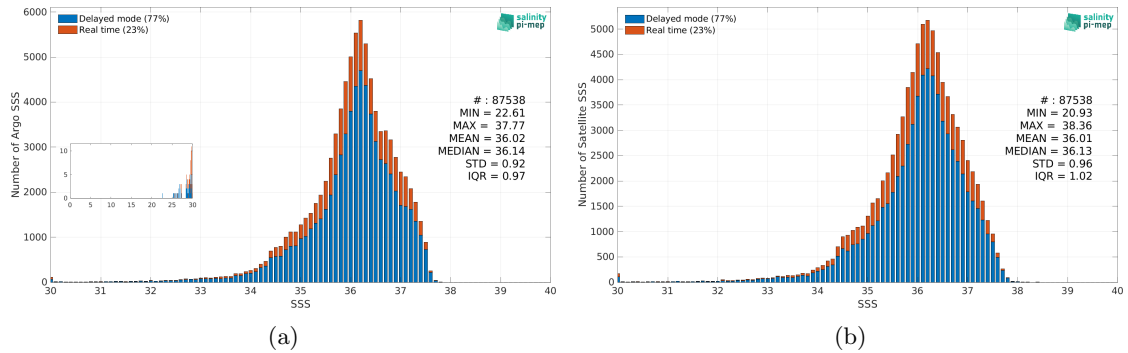 Delayed mode (77%)
Real time (23%)
salinity
pi-mep
Number of Argo SSS
6000
5000
4000
3000
2000
1000
0
# : 87538
MIN = 22.61
MAX = 37.77
MEAN = 36.02
MEDIAN = 36.14
STD = 0.92
IQR = 0.97
10
5
0
0 5 10 15 20 25 30
30 31 32 33 34 35 36 37 38 39 40
SSS
(a)
Delayed mode (77%)
Real time (23%)
salinity
pi-mep
Number of Satellite SSS
5000
4500
4000
3500
3000
2500
2000
1500
1000
500
0
# : 87538
MIN = 20.93
MAX = 38.36
MEAN = 36.01
MEDIAN = 36.13
STD = 0.96
IQR = 1.02
30 31 32 33 34 35 36 37 38 39 40
SSS
(b)